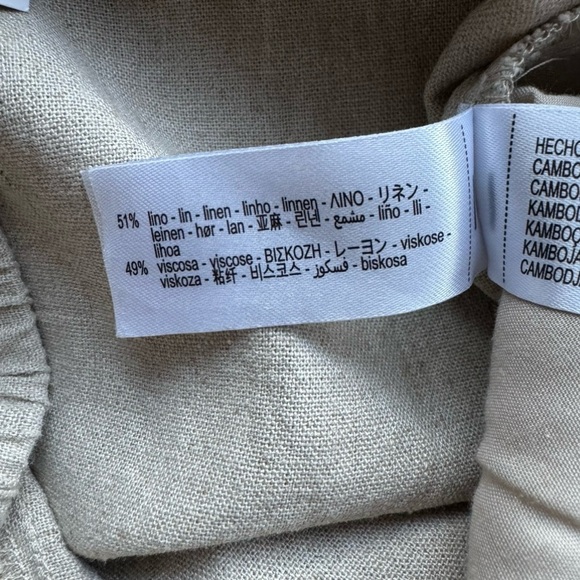 51% lino - lin - linen - linho - linnen - ΛΙΝΟ - リネン -
leinen - hør - lan - 亚麻 - 린넨 - مشمع - liño - lli -
lihoa
49% viscosa - viscose - ΒΙΣΚΟΖΗ - レーヨン - viskose -
viskoza - 粘纤 - 비스코스 - فسكوز - biskosa
HECHO
CAMBO
CAMBO
KAMBO
KAMBOC
KAMBOJA
CAMBODJ